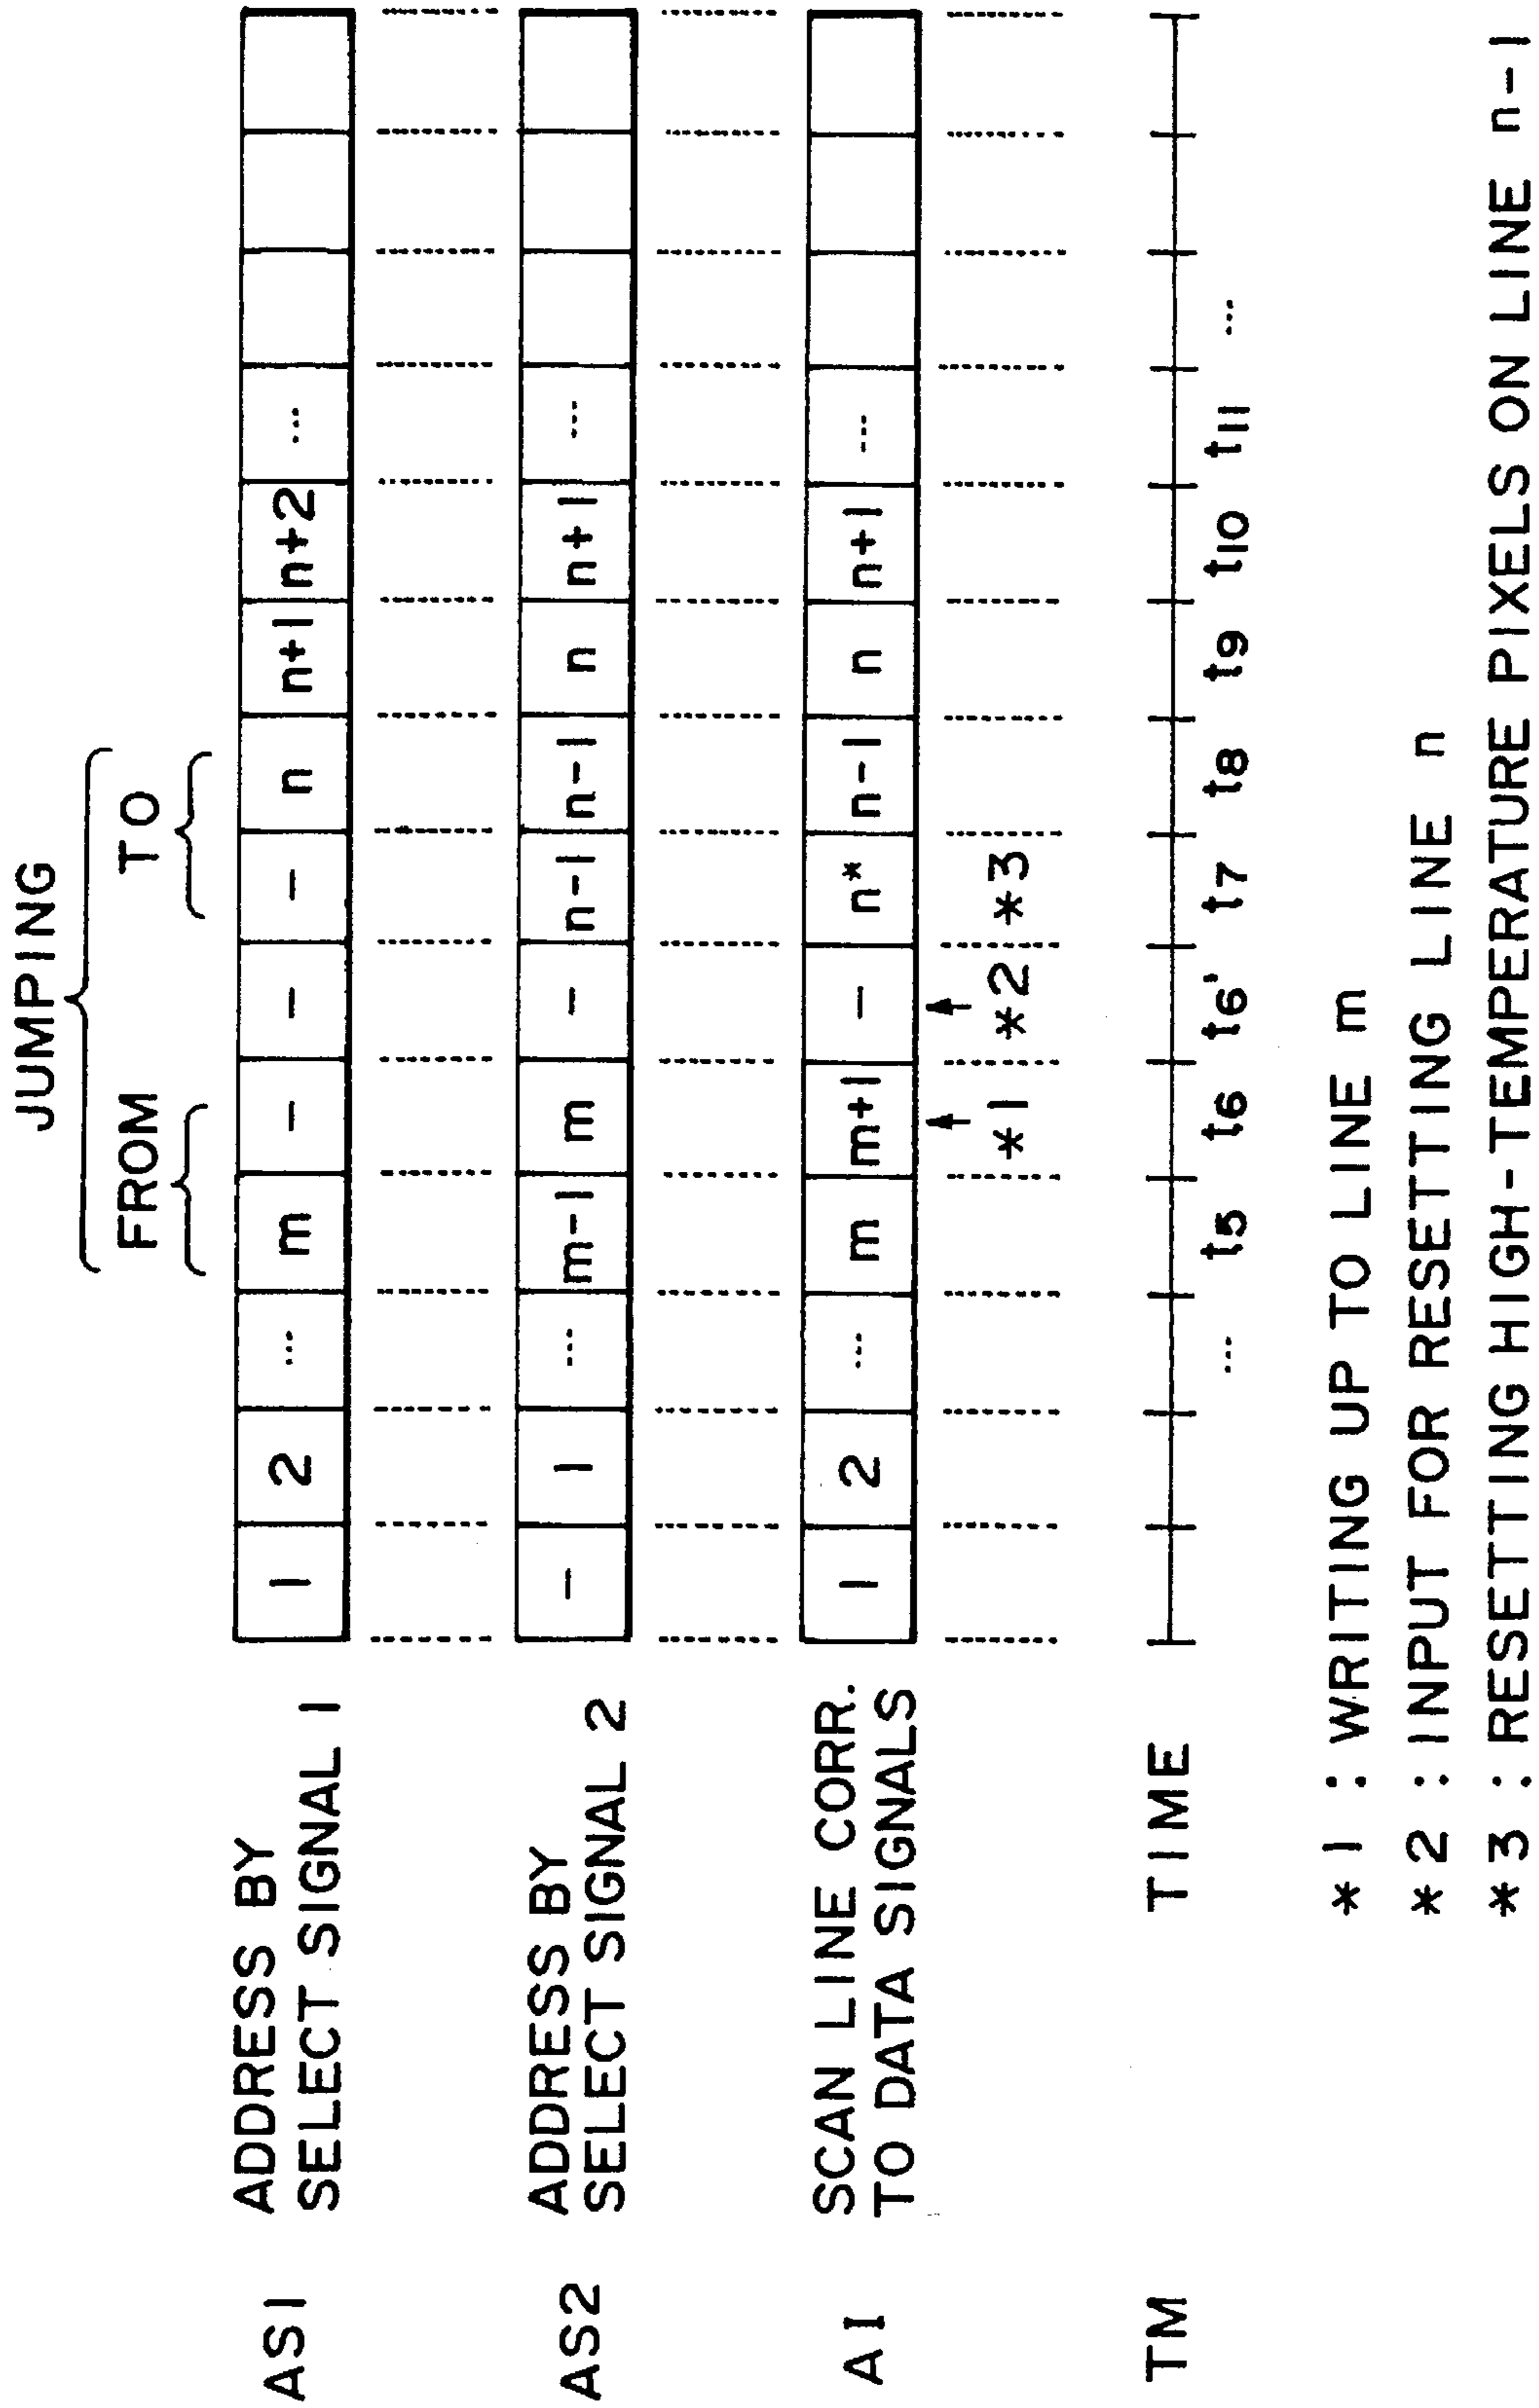 JUMPING
FROM TO
AS1 ADDRESS BY SELECT SIGNAL 1 1 2 ... m - - - n n+1 n+2 ...
AS2 ADDRESS BY SELECT SIGNAL 2 - 1 ... m-1 m - n-1 n-1 n n+1 ...
AI SCAN LINE CORR. TO DATA SIGNALS 1 2 ... m m+1 - n* n-1 n n+1 ...
*1 *2 *3
TM TIME ... t5 t6 t6' t7 t8 t9 t10 t11 ...
*1 : WRITING UP TO LINE m
*2 : INPUT FOR RESETTING LINE n
*3 : RESETTING HIGH-TEMPERATURE PIXELS ON LINE n-1